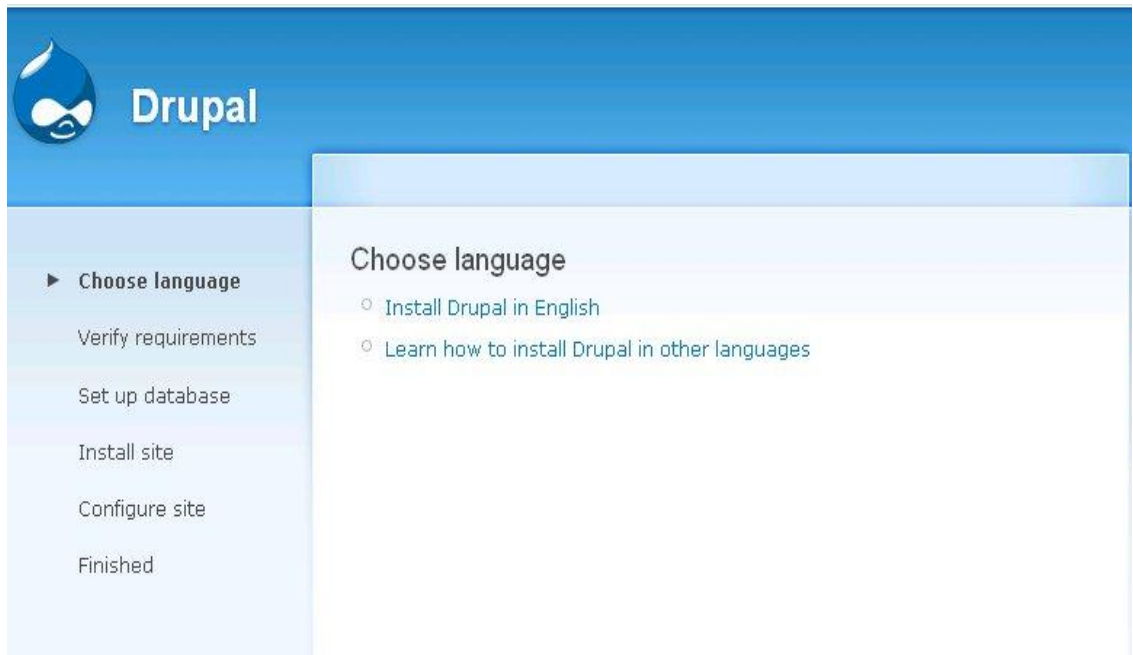 Drupal
Choose language
Verify requirements
Set up database
Install site
Configure site
Finished
Choose language
Install Drupal in English
Learn how to install Drupal in other languages